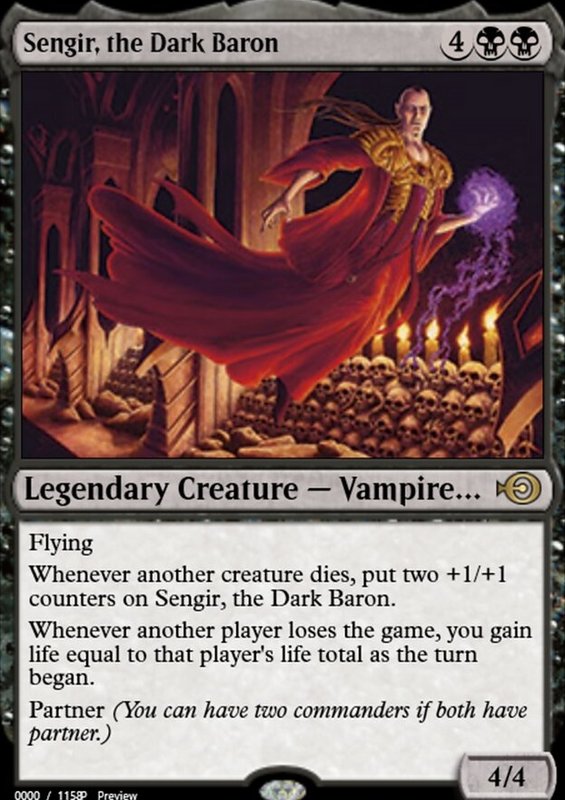 Sengir, the Dark Baron 4
Legendary Creature — Vampire...
Flying
Whenever another creature dies, put two +1/+1
counters on Sengir, the Dark Baron.
Whenever another player loses the game, you gain
life equal to that player's life total as the turn
began.
Partner (You can have two commanders if both have
partner.)
4/4
0000 / 1158P Preview